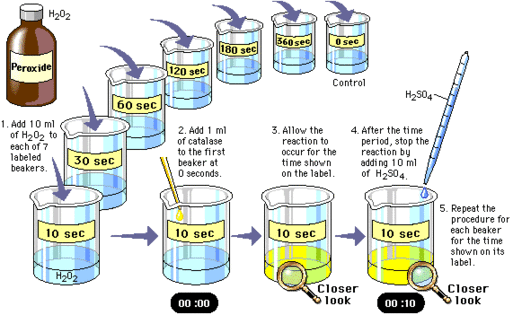 H₂O₂
Peroxide
1. Add 10 ml
of H₂O₂ to
each of 7
labeled
beakers.
10 sec
H₂O₂
30 sec
60 sec
120 sec
180 sec
360 sec
0 sec
Control
2. Add 1 ml
of catalase
to the first
beaker at
0 seconds.
10 sec
00 :00
3. Allow the
reaction to
occur for the
time shown
on the label.
10 sec
Closer
look
4. After the time
period, stop the
reaction by
adding 10 ml
of H₂SO₄.
H₂SO₄
10 sec
00 :10
Closer
look
5. Repeat the
procedure for
each beaker
for the time
shown on its
label.